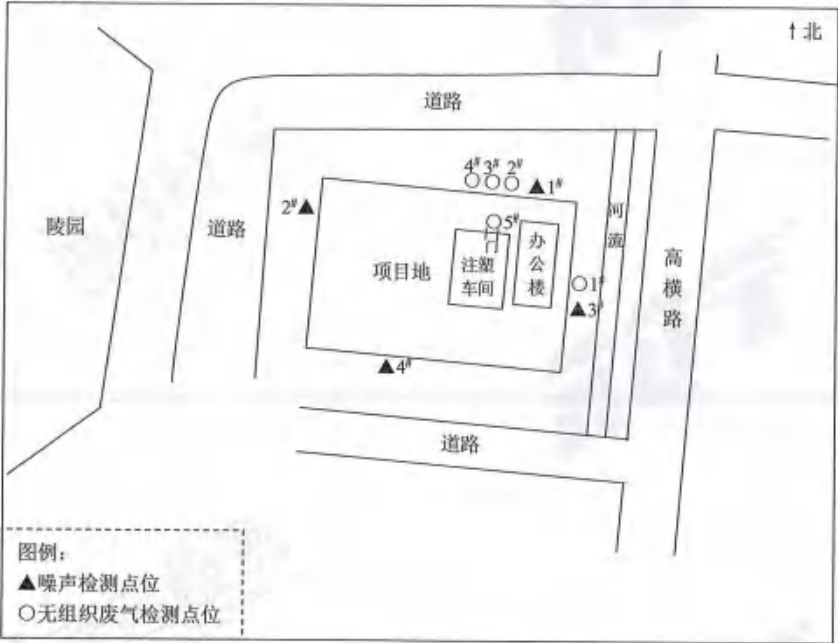 ↑北
道路
4# 3# 2#
▲1#
2#▲
5#
陵园
道路
项目地
注塑
车间
办
公
楼
河
流
高
横
路
1#
▲3#
▲4#
道路
图例：
▲噪声检测点位
○无组织废气检测点位